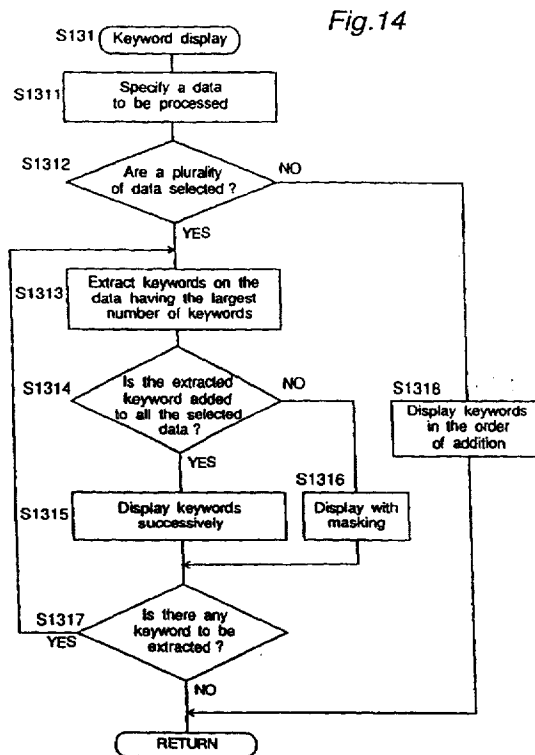 Fig.14
S131
Keyword display
S1311
Specify a data
to be processed
S1312
Are a plurality
of data selected ?
NO
YES
S1313
Extract keywords on the
data having the largest
number of keywords
S1314
Is the extracted
keyword added
to all the selected
data ?
NO
YES
S1318
Display keywords
in the order
of addition
S1315
Display keywords
successively
S1316
Display with
masking
S1317
Is there any
keyword to be
extracted ?
YES
NO
RETURN